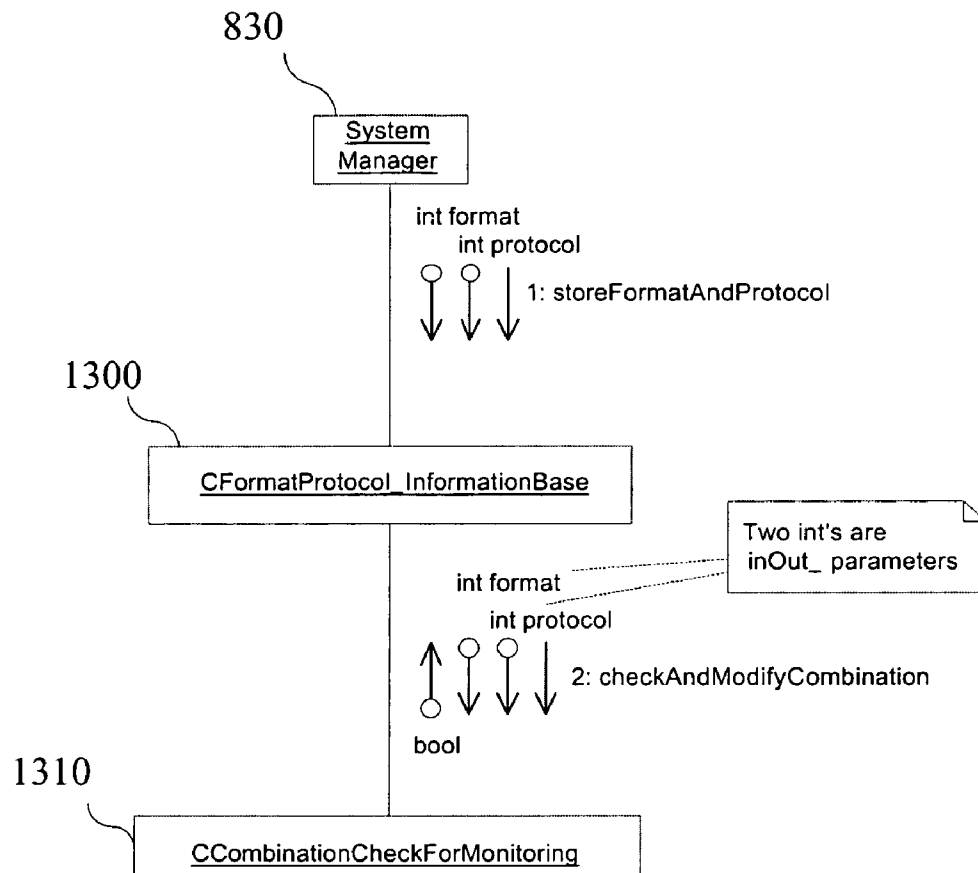 830
System
Manager
int format
int protocol
1: storeFormatAndProtocol
1300
CFormatProtocol_InformationBase
Two int's are
inOut_ parameters
int format
int protocol
2: checkAndModifyCombination
bool
1310
CCombinationCheckForMonitoring